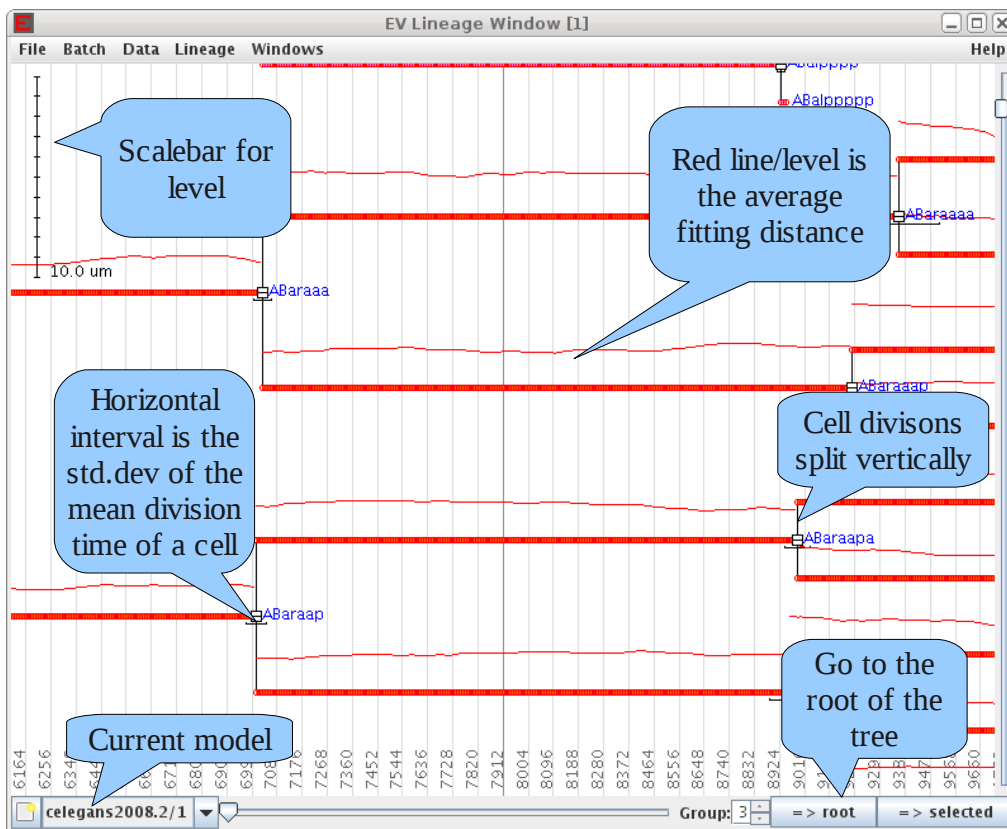 EV Lineage Window [1]
File Batch Data Lineage Windows Help
ABalpppp
ABalppppp
Scalebar for
level
Red line/level is
the average
fitting distance
ABaraaaa
10.0 um
ABaraaa
ABaraaap
Horizontal
interval is the
std.dev of the
mean division
time of a cell
Cell divisons
split vertically
ABaraapa
ABaraap
Go to the
root of the
tree
Current model
6164 6256 7176 7268 7360 7452 7544 7636 7728 7820 7912 8004 8096 8188 8280 8372 8464 8556 8648 8740 8832 8924 9660
celegans2008.2/1 Group: 3 => root => selected